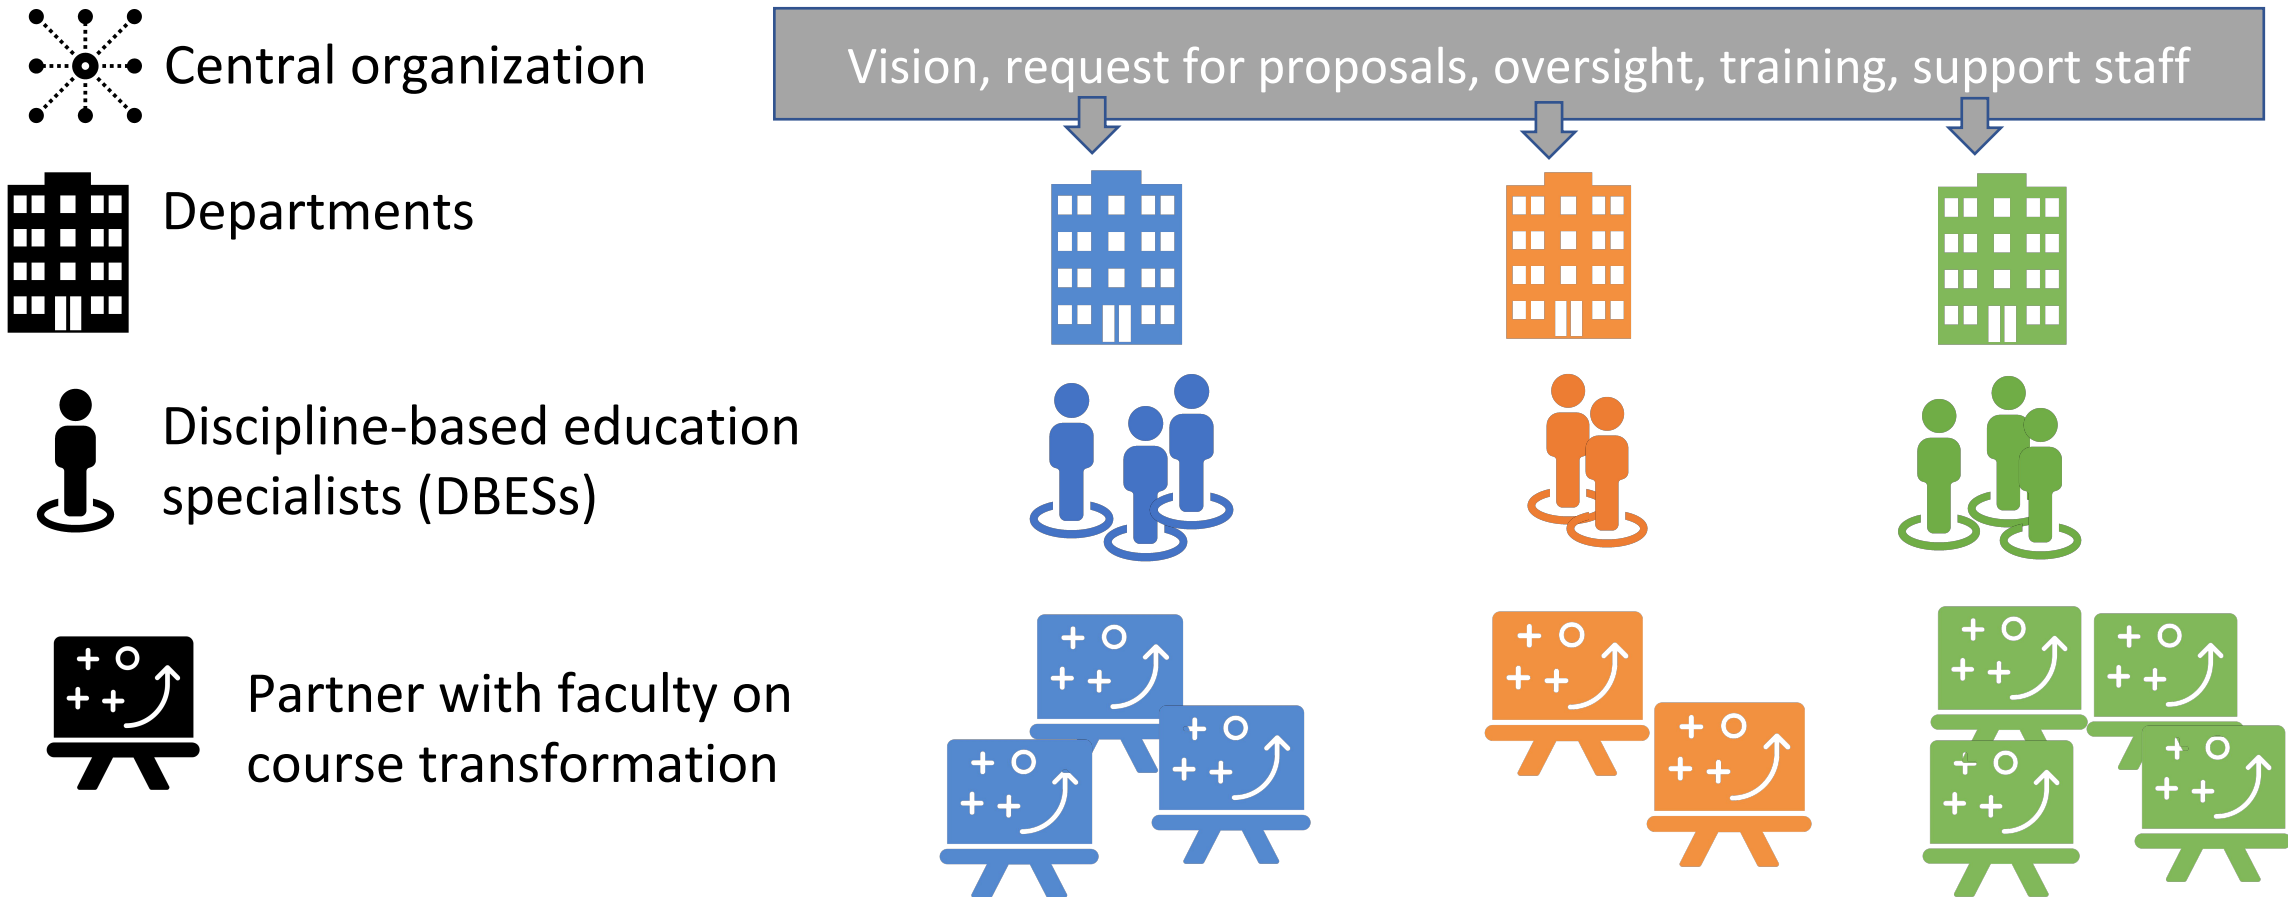 Central organization
Vision, request for proposals, oversight, training, support staff
Departments
Discipline-based education
specialists (DBESs)
Partner with faculty on
course transformation